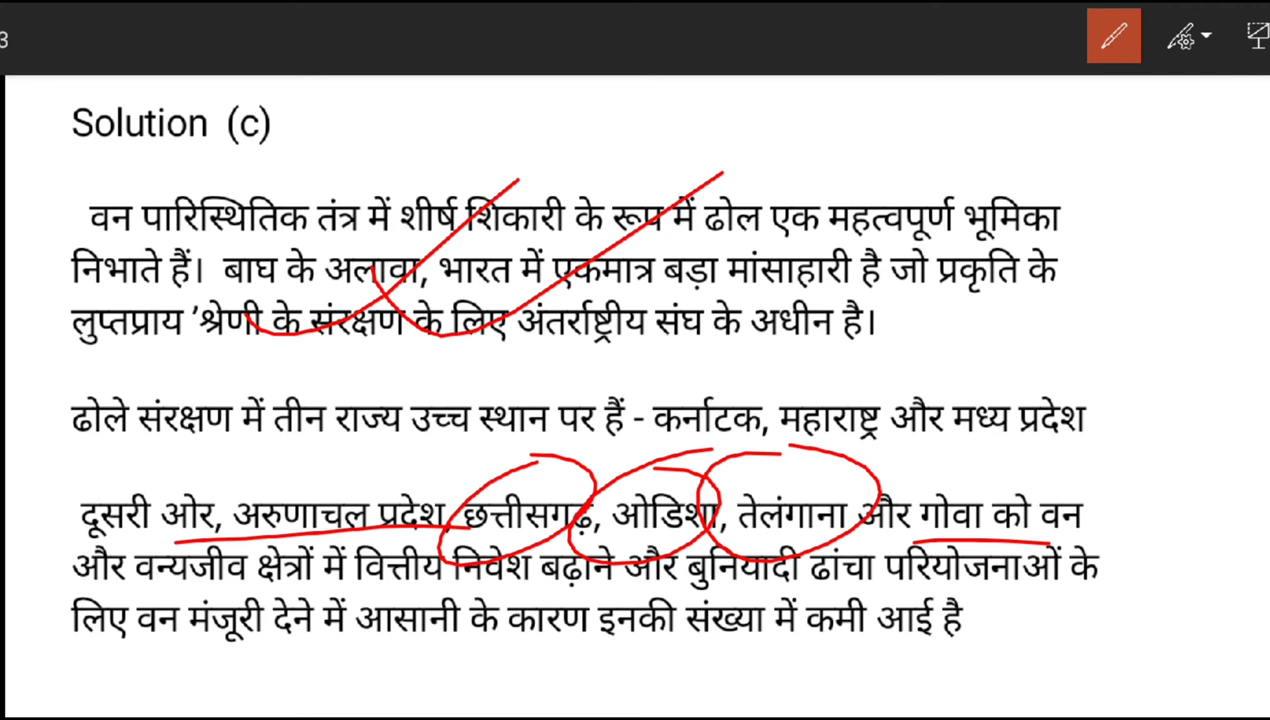 3
Solution (c)
वन पारिस्थितिक तंत्र में शीर्ष शिकारी के रूप में ढोल एक महत्वपूर्ण भूमिका
निभाते हैं। बाघ के अलावा, भारत में एकमात्र बड़ा मांसाहारी है जो प्रकृति के
लुप्तप्राय 'श्रेणी के संरक्षण के लिए अंतर्राष्ट्रीय संघ के अधीन है।
ढोले संरक्षण में तीन राज्य उच्च स्थान पर हैं - कर्नाटक, महाराष्ट्र और मध्य प्रदेश
दूसरी ओर, अरुणाचल प्रदेश, छत्तीसगढ़, ओडिशा, तेलंगाना और गोवा को वन
और वन्यजीव क्षेत्रों में वित्तीय निवेश बढ़ाने और बुनियादी ढांचा परियोजनाओं के
लिए वन मंजूरी देने में आसानी के कारण इनकी संख्या में कमी आई है